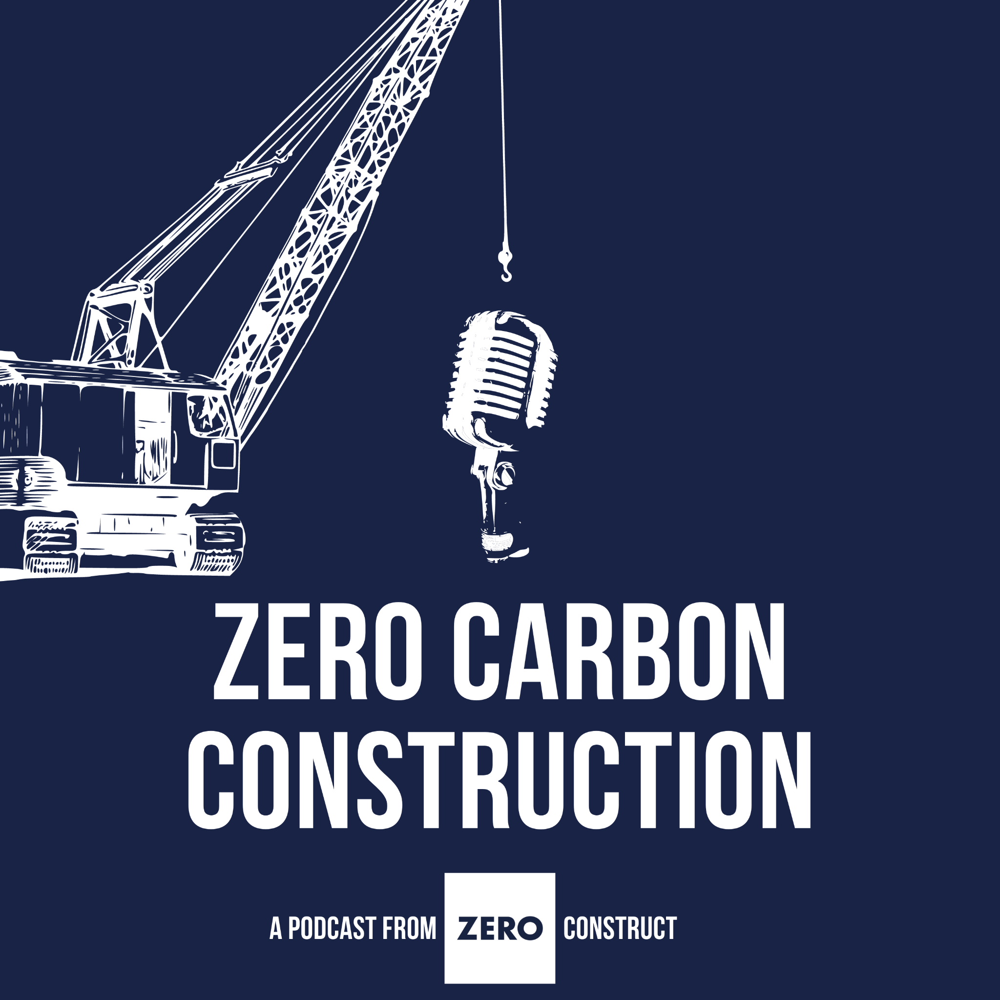 ZERO CARBON
CONSTRUCTION
A PODCAST FROM ZERO CONSTRUCT